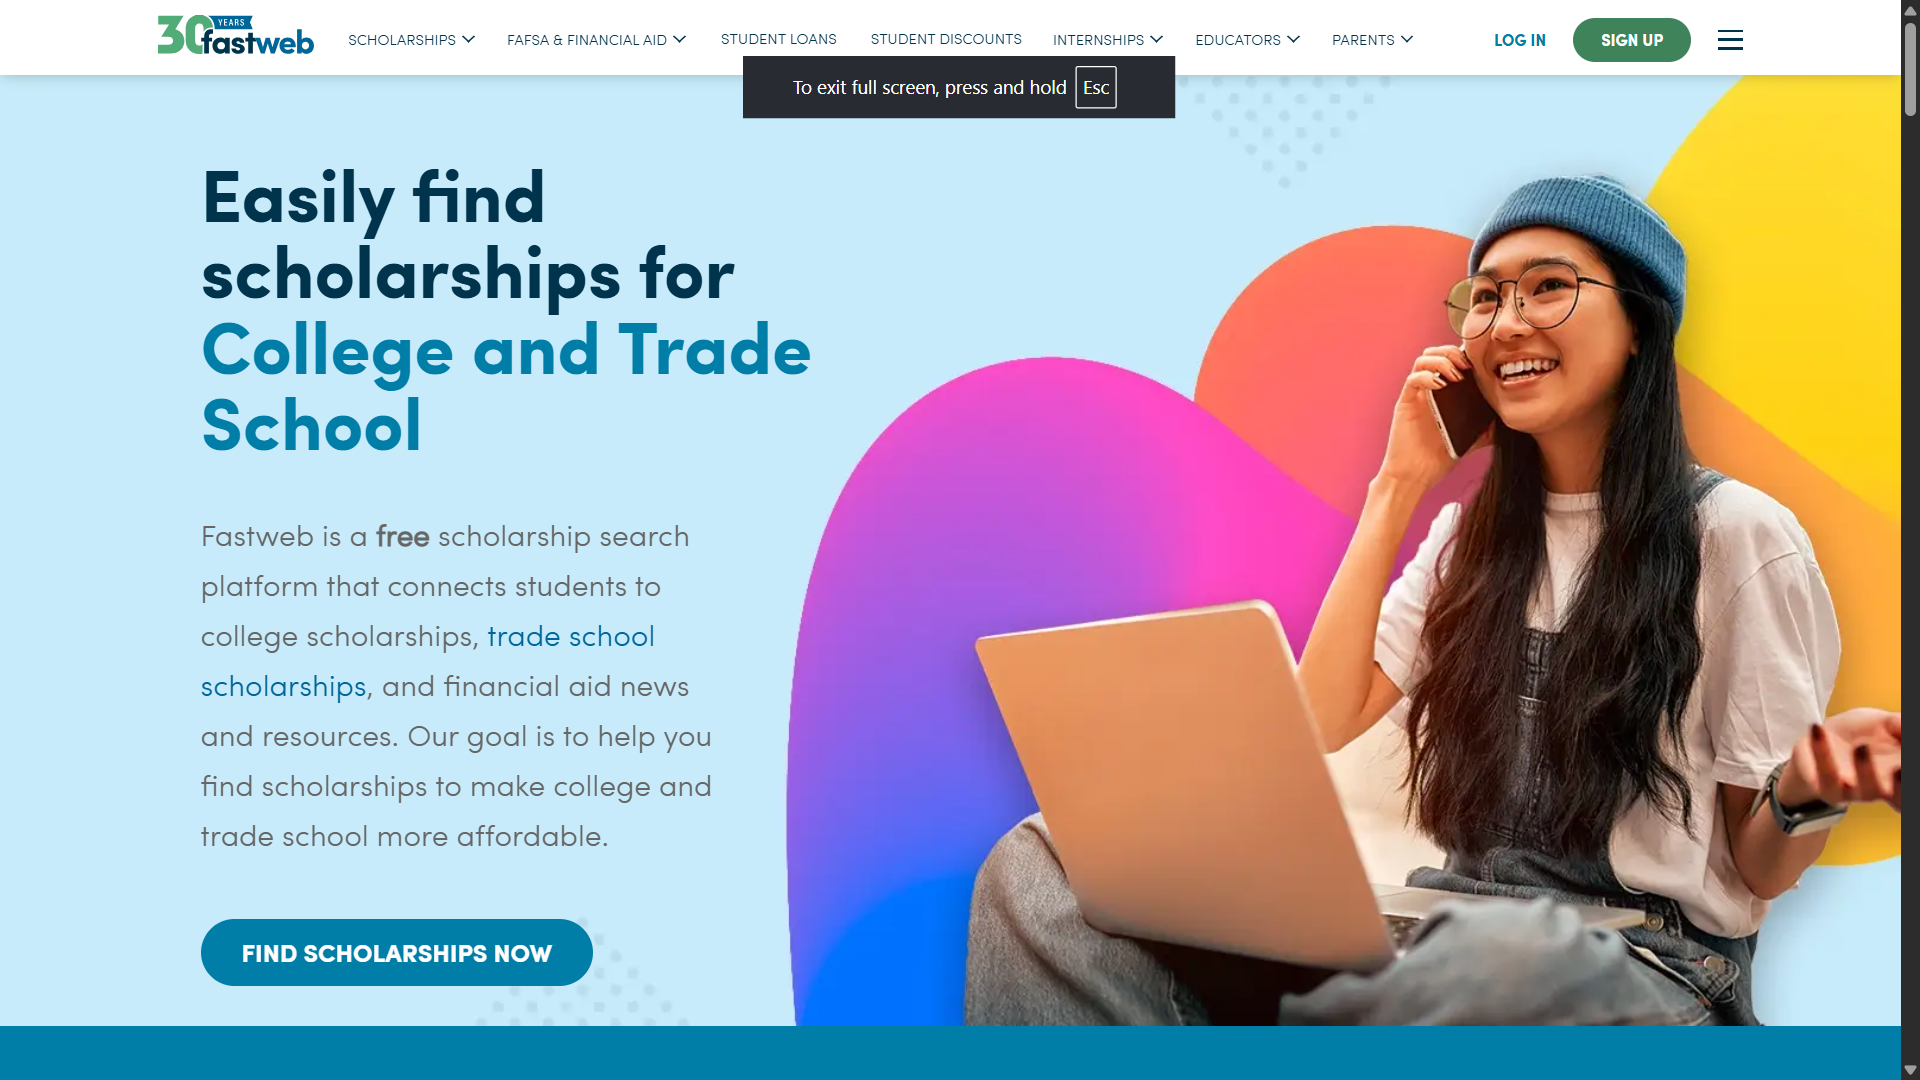 30 YEARS
fastweb
SCHOLARSHIPS
FAFSA & FINANCIAL AID
STUDENT LOANS
STUDENT DISCOUNTS
INTERNSHIPS
EDUCATORS
PARENTS
LOG IN
SIGN UP
To exit full screen, press and hold Esc
Easily find
scholarships for
College and Trade
School
Fastweb is a free scholarship search
platform that connects students to
college scholarships, trade school
scholarships, and financial aid news
and resources. Our goal is to help you
find scholarships to make college and
trade school more affordable.
FIND SCHOLARSHIPS NOW